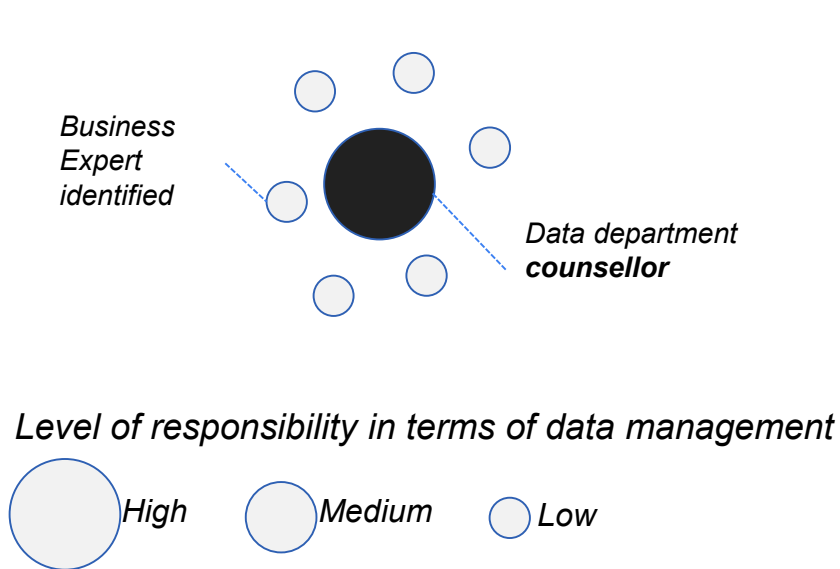 Business
Expert
identified
Data department
counsellor
Level of responsibility in terms of data management
High
Medium
Low